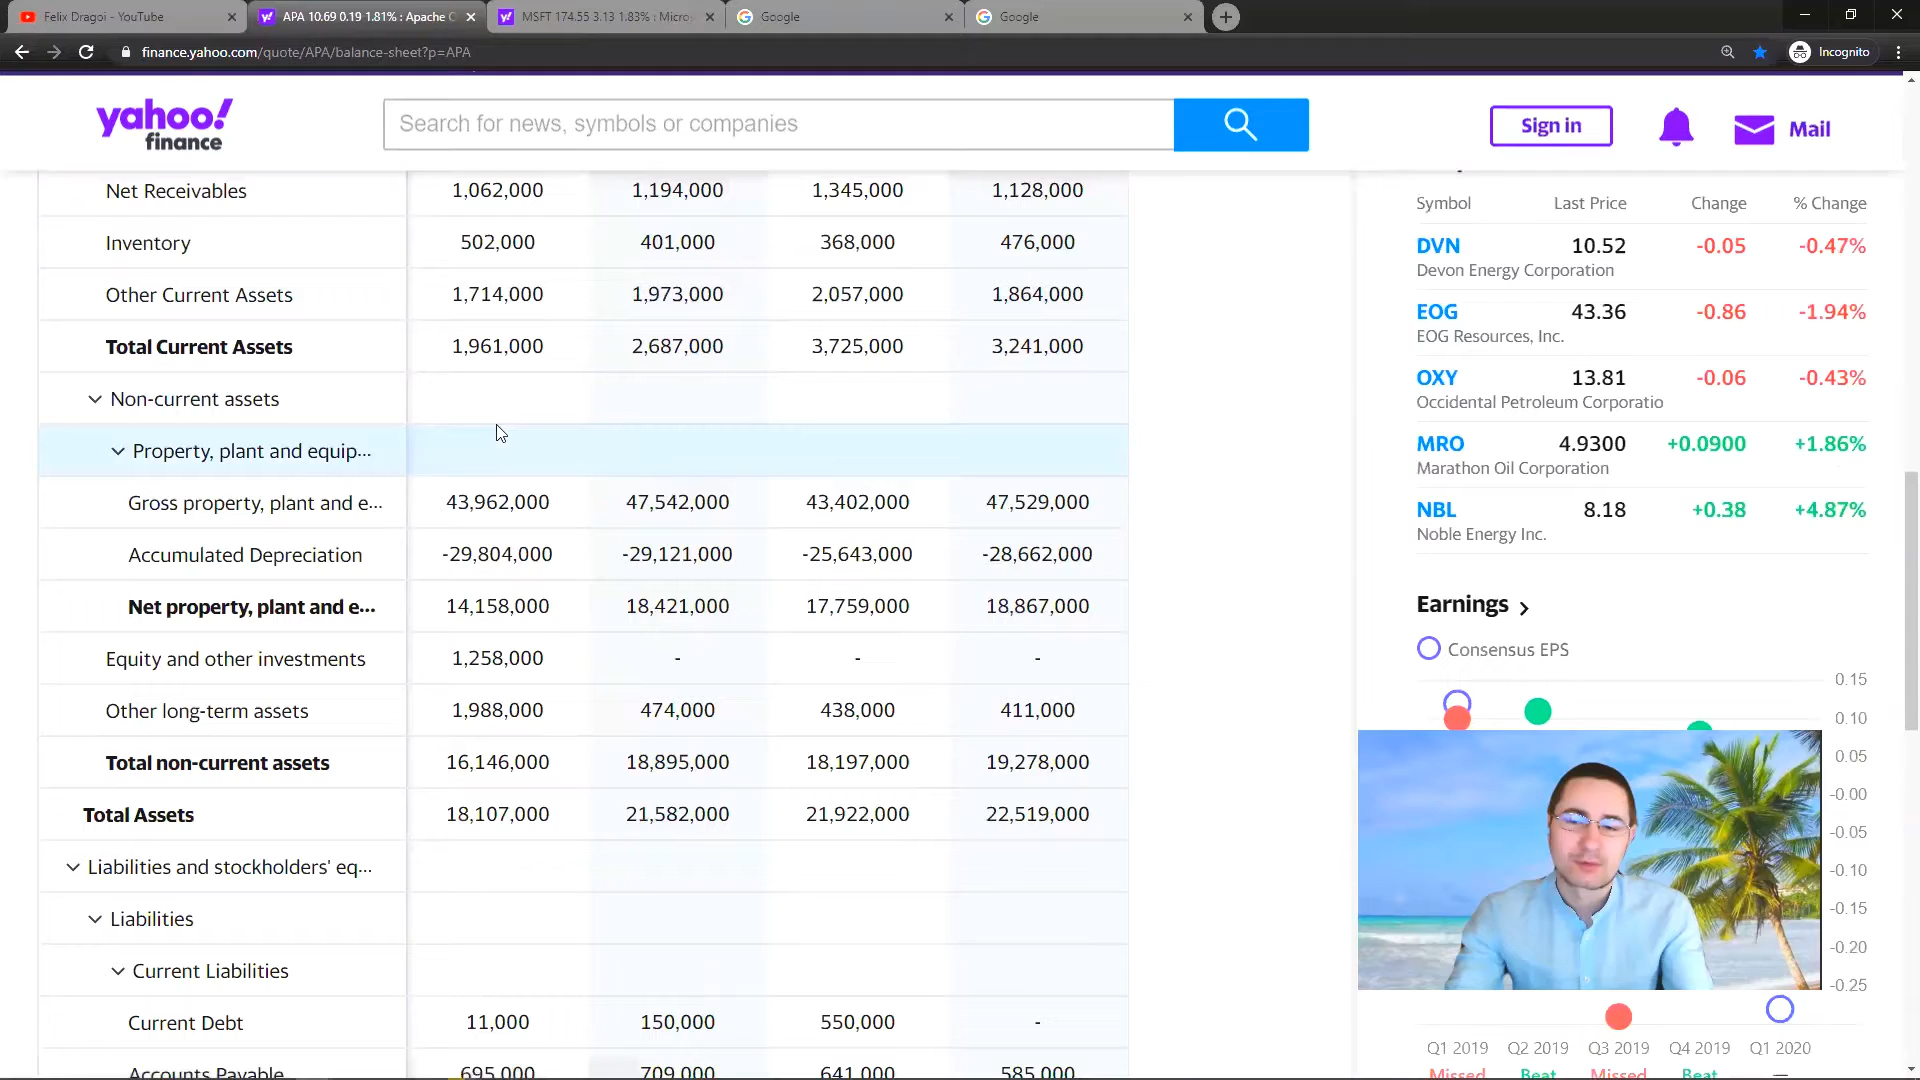 Felix Dragoi - YouTube
APA 10.69 0.19 1.81% : Apache C
MSFT 174.55 3.13 1.83% : Micros
Google
Google
finance.yahoo.com/quote/APA/balance-sheet?p=APA
Incognito
yahoo!
finance
Search for news, symbols or companies
Sign in
Mail
Net Receivables 1,062,000 1,194,000 1,345,000 1,128,000
Inventory 502,000 401,000 368,000 476,000
Other Current Assets 1,714,000 1,973,000 2,057,000 1,864,000
Total Current Assets 1,961,000 2,687,000 3,725,000 3,241,000
Non-current assets
Property, plant and equip...
Gross property, plant and e... 43,962,000 47,542,000 43,402,000 47,529,000
Accumulated Depreciation -29,804,000 -29,121,000 -25,643,000 -28,662,000
Net property, plant and e... 14,158,000 18,421,000 17,759,000 18,867,000
Equity and other investments 1,258,000 - - -
Other long-term assets 1,988,000 474,000 438,000 411,000
Total non-current assets 16,146,000 18,895,000 18,197,000 19,278,000
Total Assets 18,107,000 21,582,000 21,922,000 22,519,000
Liabilities and stockholders' eq...
Liabilities
Current Liabilities
Current Debt 11,000 150,000 550,000 -
Accounts Payable 695,000 709,000 641,000 585,000
Symbol Last Price Change % Change
DVN 10.52 -0.05 -0.47%
Devon Energy Corporation
EOG 43.36 -0.86 -1.94%
EOG Resources, Inc.
OXY 13.81 -0.06 -0.43%
Occidental Petroleum Corporatio
MRO 4.9300 +0.0900 +1.86%
Marathon Oil Corporation
NBL 8.18 +0.38 +4.87%
Noble Energy Inc.
Earnings
Consensus EPS
0.15
0.10
0.05
-0.00
-0.05
-0.10
-0.15
-0.20
-0.25
Q1 2019 Q2 2019 Q3 2019 Q4 2019 Q1 2020
Missed Beat Missed Beat